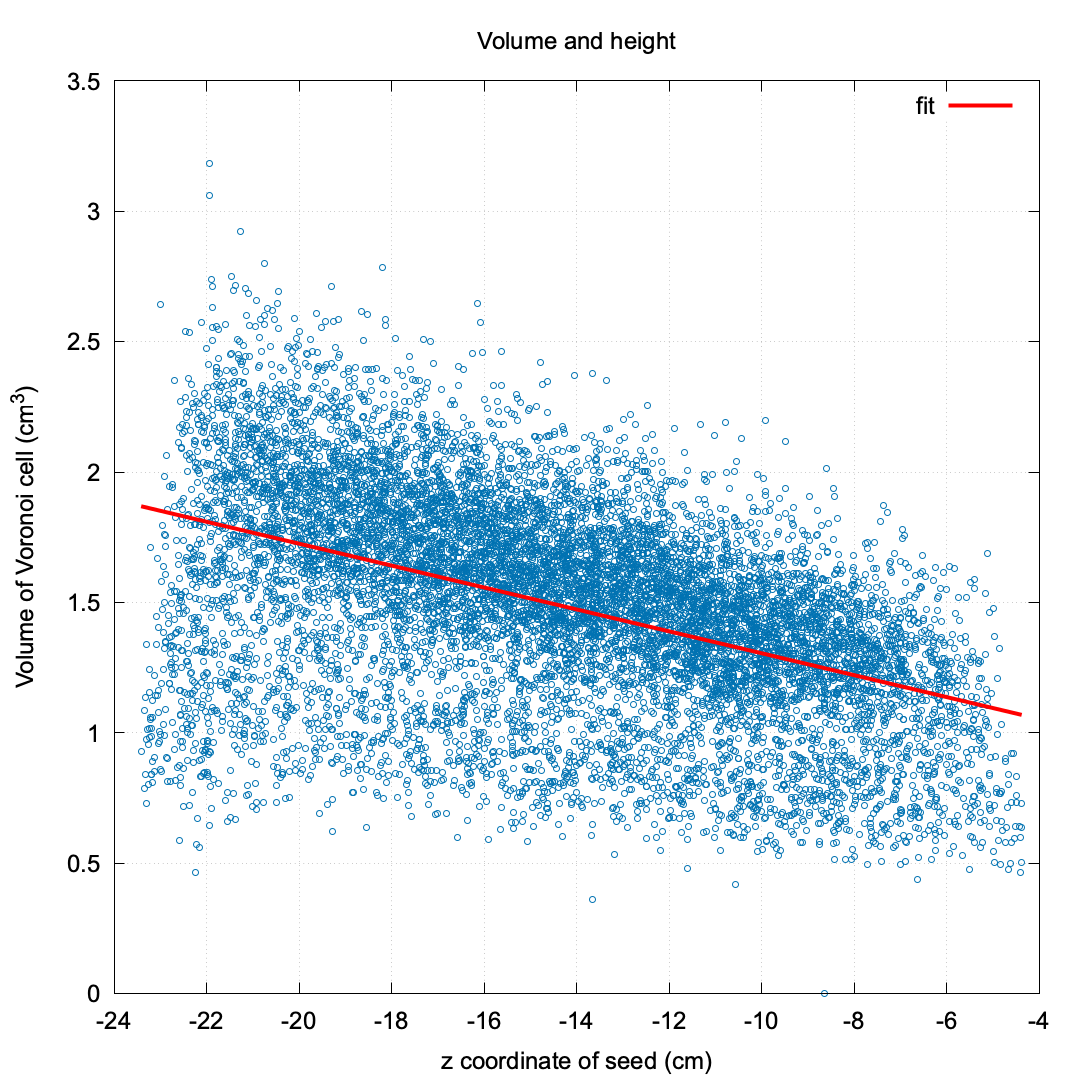 Volume and height
fit
Volume of Voronoi cell (cm³)
3.5
3
2.5
2
1.5
1
0.5
0
-24 -22 -20 -18 -16 -14 -12 -10 -8 -6 -4
z coordinate of seed (cm)